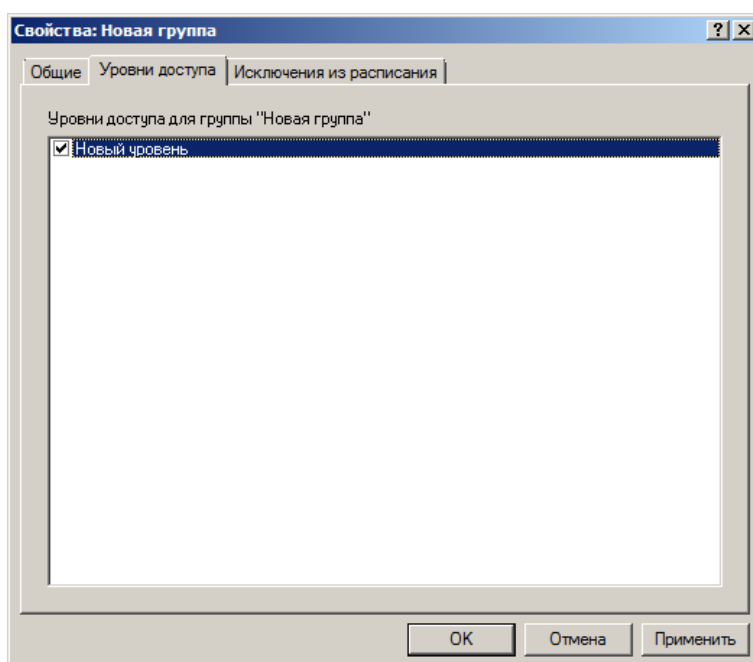 Свойства: Новая группа
Общие Уровни доступа Исключения из расписания
Уровни доступа для группы "Новая группа"
Новый уровень
OK Отмена Применить